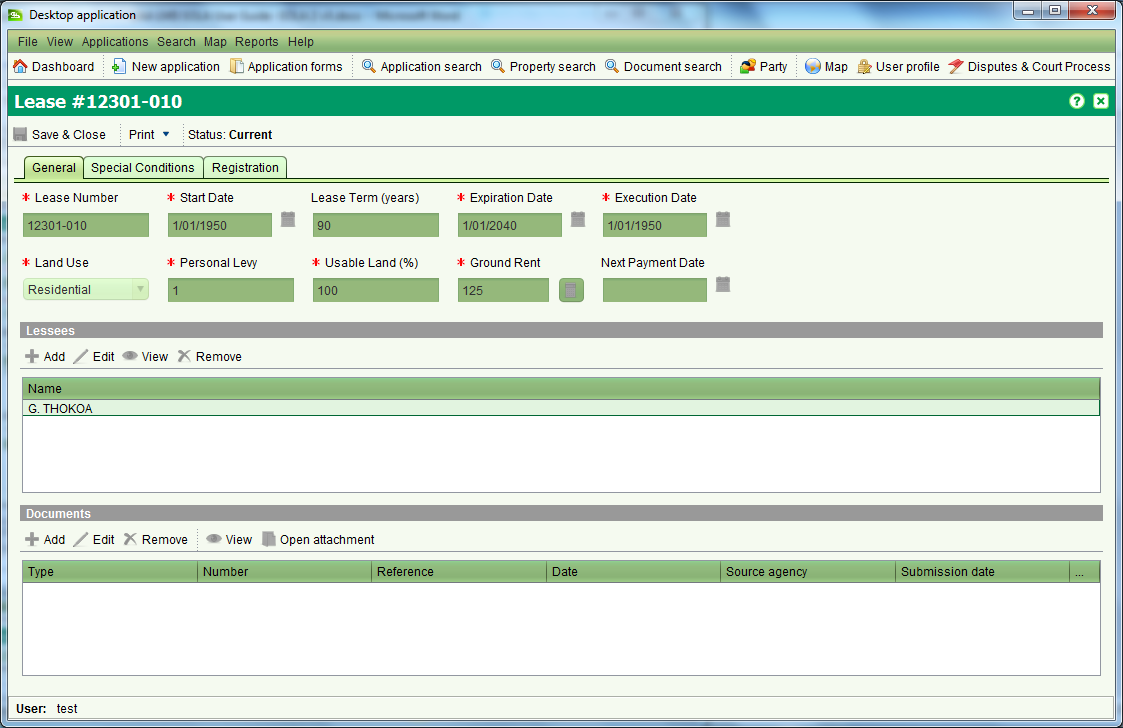 Desktop application
File View Applications Search Map Reports Help
Dashboard New application Application forms Application search Property search Document search Party Map User profile Disputes & Court Process
Lease #12301-010
Save & Close Print Status: Current
General Special Conditions Registration
* Lease Number * Start Date Lease Term (years) * Expiration Date * Execution Date
12301-010 1/01/1950 90 1/01/2040 1/01/1950
* Land Use * Personal Levy * Usable Land (%) * Ground Rent Next Payment Date
Residential 1 100 125
Lessees
Add Edit View Remove
Name
G. THOKOA
Documents
Add Edit Remove View Open attachment
Type Number Reference Date Source agency Submission date ...
User: test